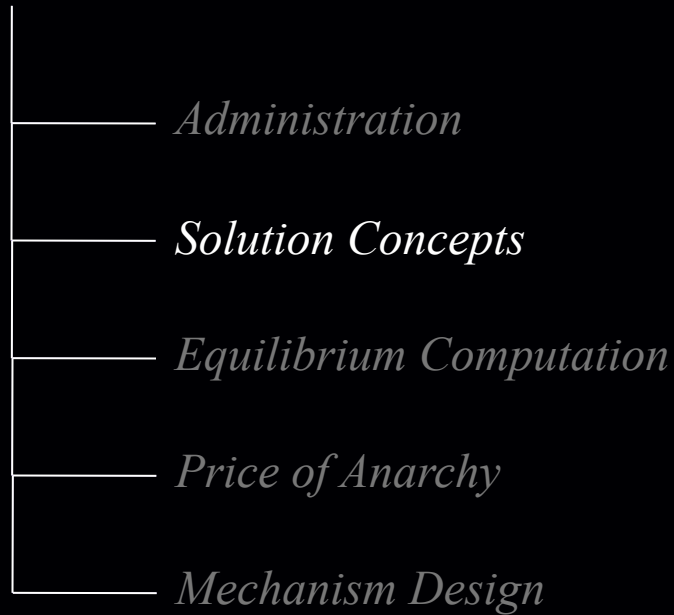 Administration
Solution Concepts
Equilibrium Computation
Price of Anarchy
Mechanism Design